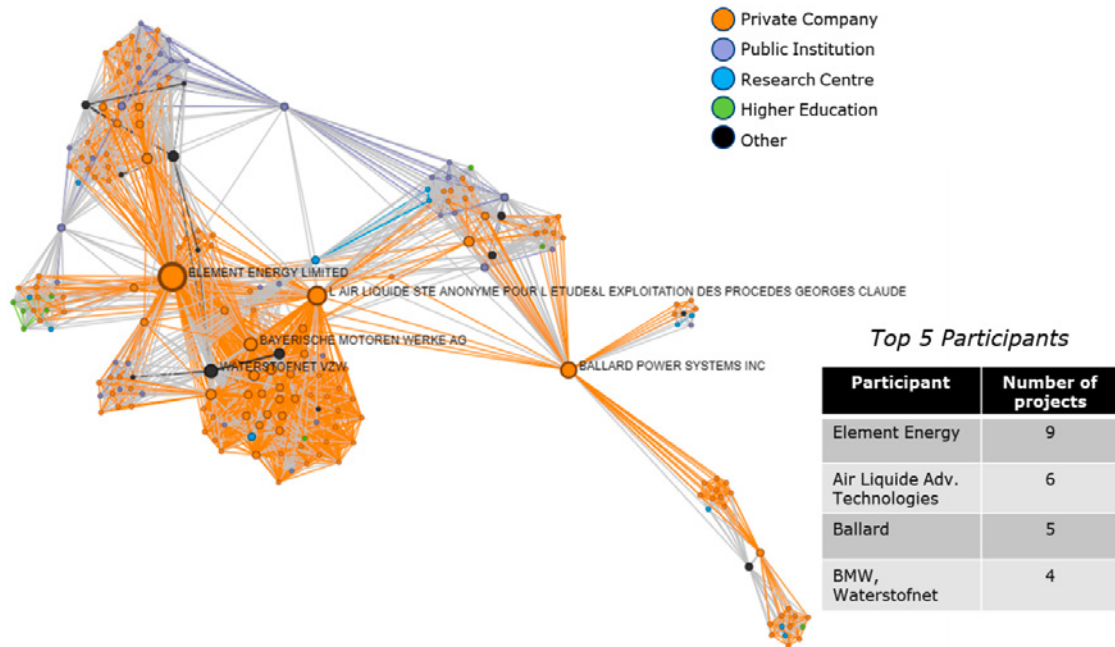 Private Company
Public Institution
Research Centre
Higher Education
Other
ELEMENT ENERGY LIMITED
L AIR LIQUIDE STE ANONYME POUR L ETUDE&L EXPLOITATION DES PROCEDES GEORGES CLAUDE
BAYERISCHE MOTOREN WERKE AG
WATERSTOFNET VZW
BALLARD POWER SYSTEMS INC
Top 5 Participants
Participant Number of
projects
Element Energy 9
Air Liquide Adv. 6
Technologies
Ballard 5
BMW, 4
Waterstofnet